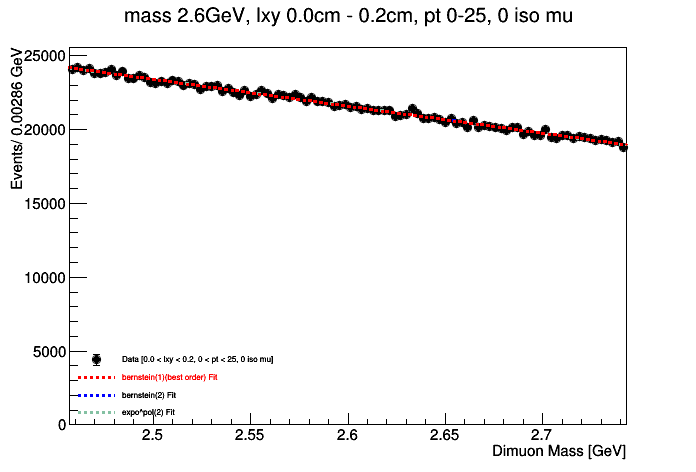 mass 2.6GeV, lxy 0.0cm - 0.2cm, pt 0-25, 0 iso mu
Events/ 0.00286 GeV
25000
20000
15000
10000
5000
0
Data [0.0 < lxy < 0.2, 0 < pt < 25, 0 iso mu]
bernstein(1)(best order) Fit
bernstein(2) Fit
expo^pol(2) Fit
2.5 2.55 2.6 2.65 2.7
Dimuon Mass [GeV]